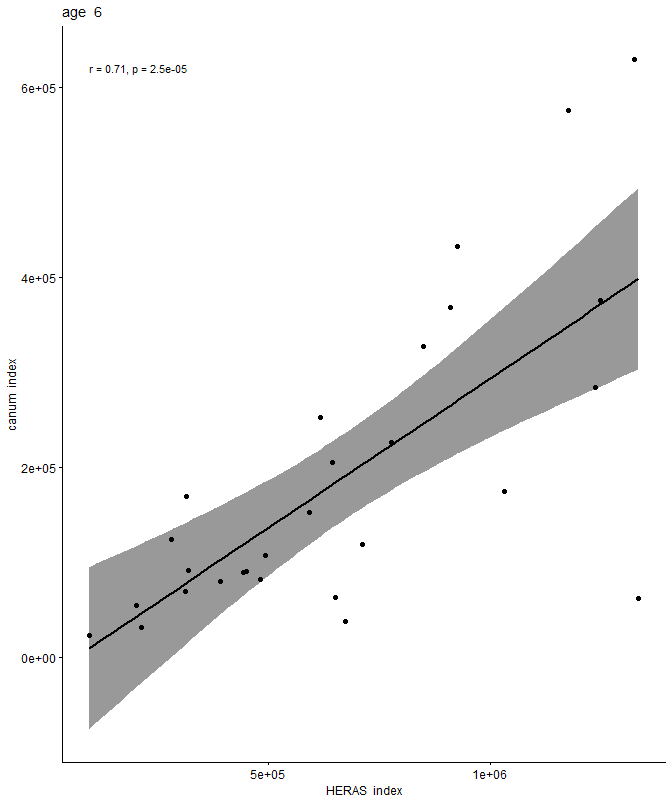 age 6
r = 0.71, p = 2.5e-05
6e+05
4e+05
2e+05
0e+00
canum index
5e+05 1e+06
HERAS index